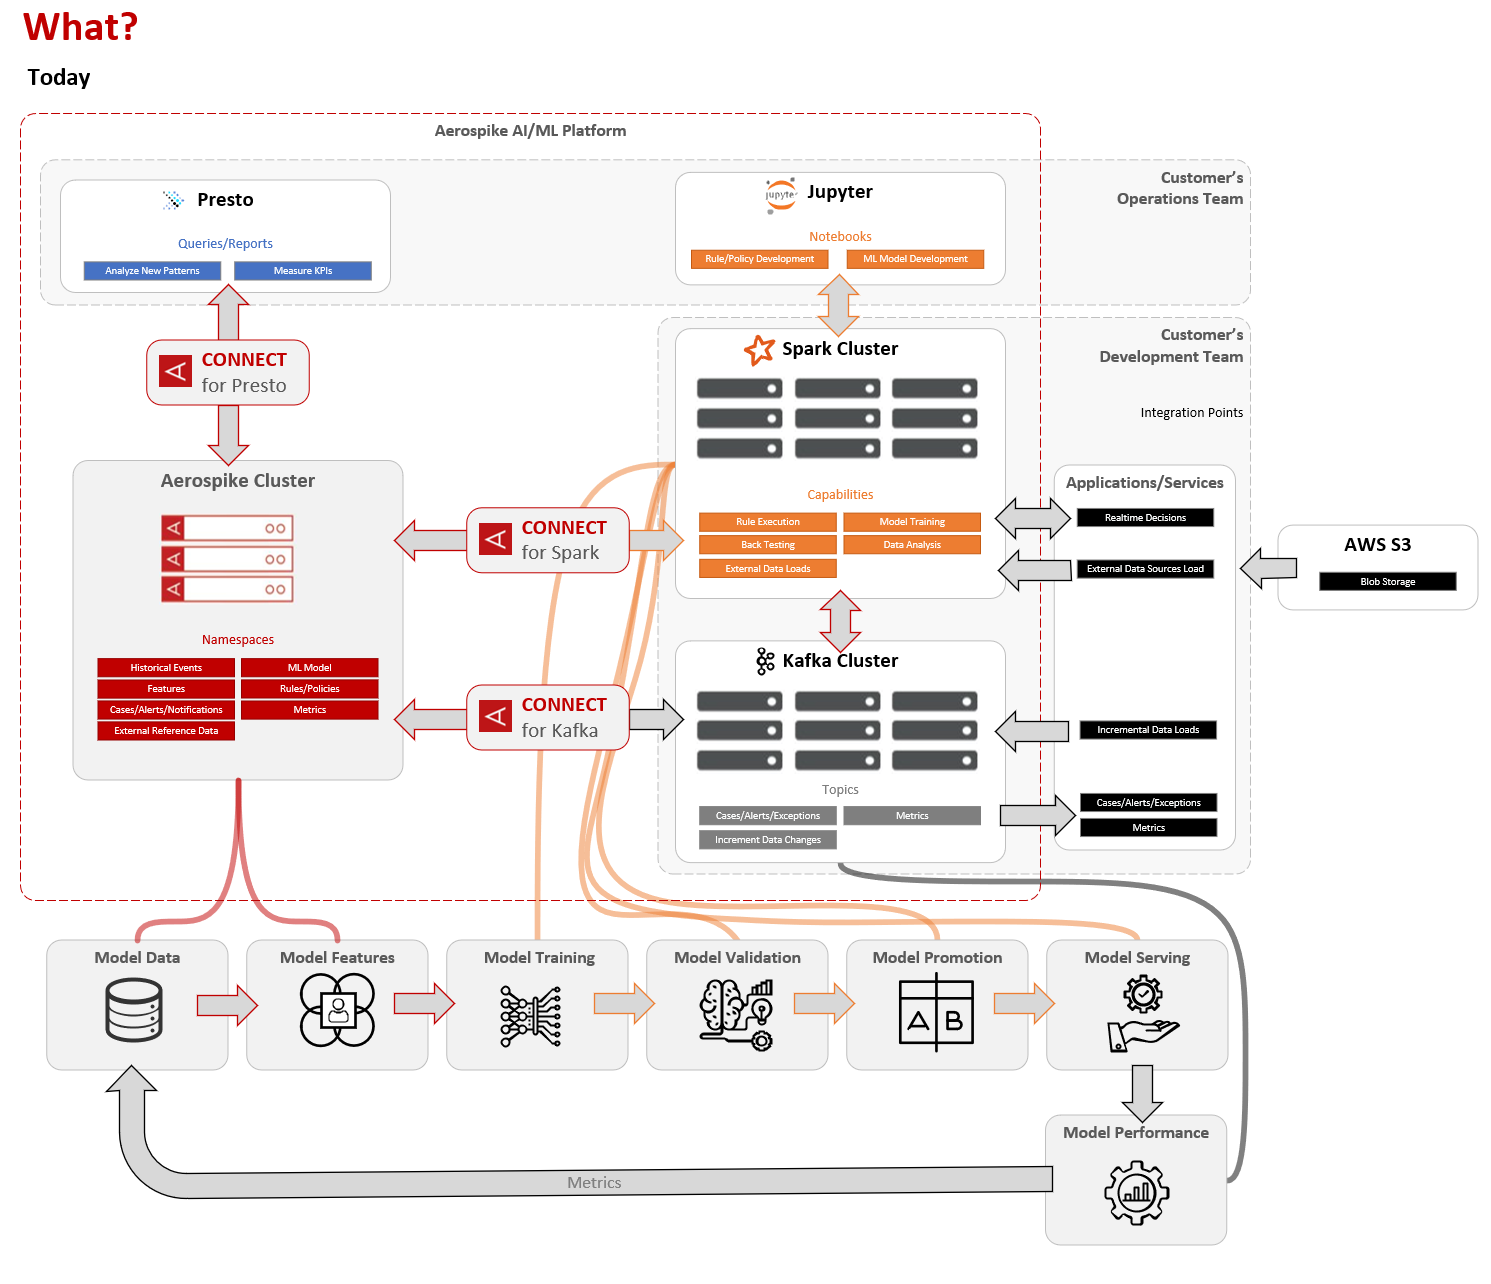 What?
Today
Aerospike AI/ML Platform
Customer's
Operations Team
Presto
Queries/Reports
Analyze New Patterns
Measure KPIs
jupyter
Jupyter
Notebooks
Rule/Policy Development
ML Model Development
CONNECT
for Presto
Customer's
Development Team
Integration Points
Spark Cluster
Capabilities
Rule Execution
Model Training
Back Testing
Data Analysis
External Data Loads
Aerospike Cluster
Namespaces
Historical Events
ML Model
Features
Rules/Policies
Cases/Alerts/Notifications
Metrics
External Reference Data
CONNECT
for Spark
CONNECT
for Kafka
Applications/Services
Realtime Decisions
External Data Sources Load
Incremental Data Loads
Cases/Alerts/Exceptions
Metrics
AWS S3
Blob Storage
Kafka Cluster
Topics
Cases/Alerts/Exceptions
Metrics
Increment Data Changes
Model Data
Model Features
Model Training
Model Validation
Model Promotion
A B
Model Serving
Model Performance
Metrics